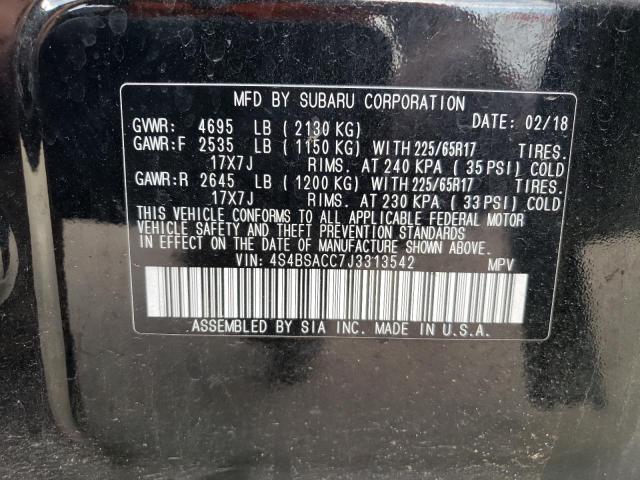 MFD BY SUBARU CORPORATION
GVWR: 4695 LB ( 2130 KG) DATE: 02/18
GAWR:F 2535 LB ( 1150 KG) WITH 225/65R17 TIRES.
17X7J RIMS. AT 240 KPA ( 35 PSI) COLD
GAWR:R 2645 LB ( 1200 KG) WITH 225/65R17 TIRES.
17X7J RIMS. AT 230 KPA ( 33 PSI) COLD
THIS VEHICLE CONFORMS TO ALL APPLICABLE FEDERAL MOTOR
VEHICLE SAFETY AND THEFT PREVENTION STANDARDS
IN EFFECT ON THE DATE OF MANUFACTURE SHOWN ABOVE.
VIN: 4S4BSACC7J3313542 MPV
ASSEMBLED BY SIA INC. MADE IN U.S.A.